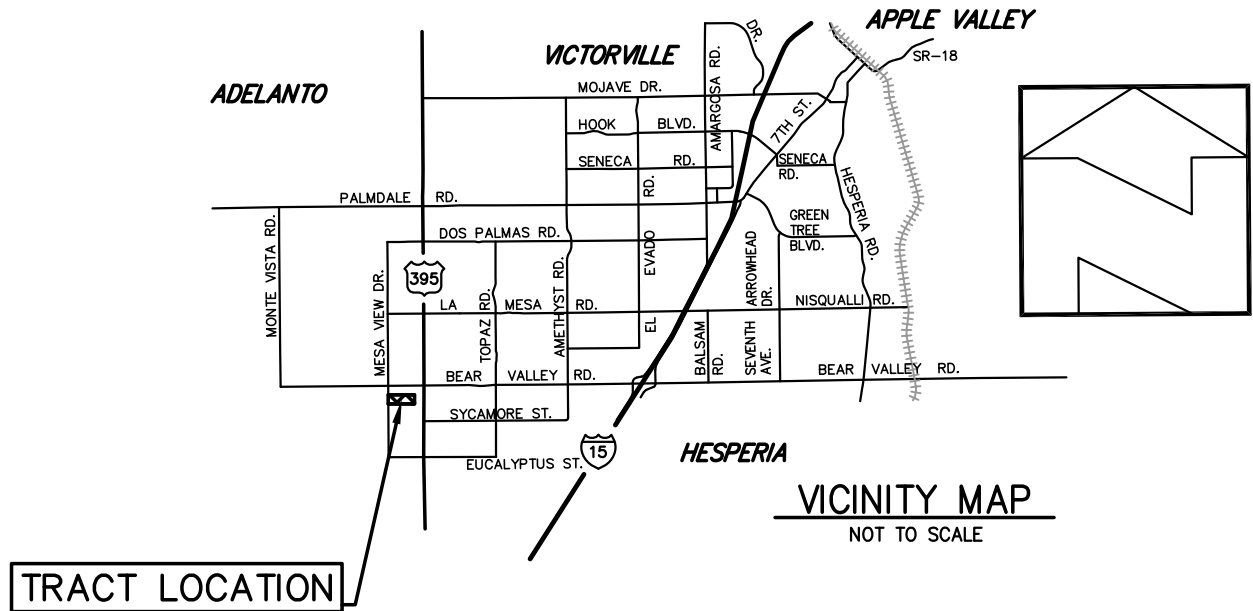 APPLE VALLEY
VICTORVILLE
ADELANTO
DR.
SR-18
MOJAVE DR.
AMARGOSA RD.
7TH ST.
HOOK BLVD.
SENECA RD.
SENECA
RD.
PALMDALE RD.
RD.
HESPERIA RD.
GREEN
TREE
BLVD.
MONTE VISTA RD.
DOS PALMAS RD.
EVADO
ARROWHEAD
DR.
395
MESA VIEW DR.
TOPAZ RD.
AMETHYST RD.
LA MESA RD.
EL
NISQUALLI RD.
BALSAM
RD.
SEVENTH
AVE.
BEAR VALLEY RD.
BEAR VALLEY RD.
SYCAMORE ST.
EUCALYPTUS ST.
15
HESPERIA
VICINITY MAP
NOT TO SCALE
TRACT LOCATION